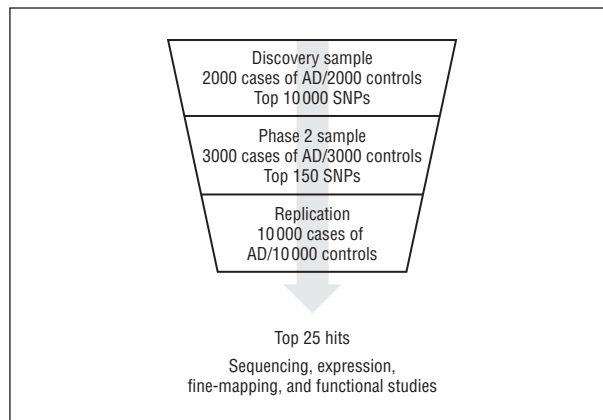 Discovery sample
2000 cases of AD/2000 controls
Top 10 000 SNPs
Phase 2 sample
3000 cases of AD/3000 controls
Top 150 SNPs
Replication
10 000 cases of
AD/10 000 controls
Top 25 hits
Sequencing, expression,
fine-mapping, and functional studies